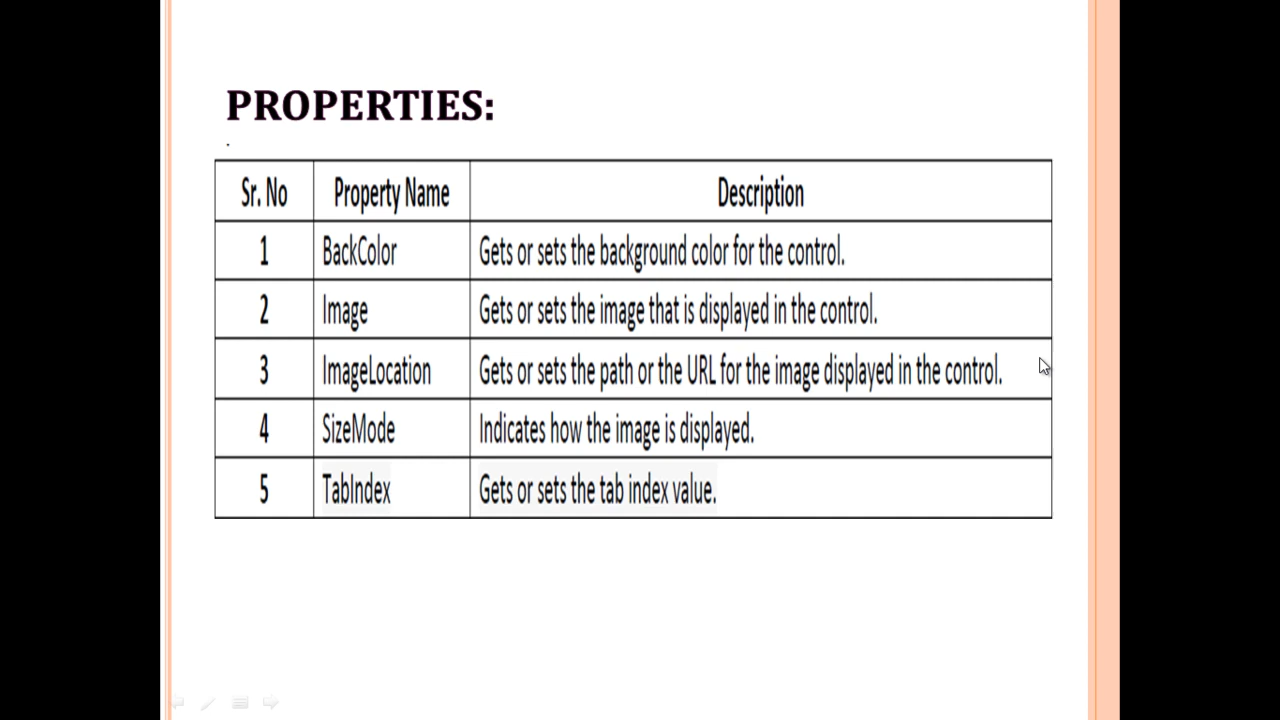 PROPERTIES:
.
Sr. No Property Name Description
1 BackColor Gets or sets the background color for the control.
2 Image Gets or sets the image that is displayed in the control.
3 ImageLocation Gets or sets the path or the URL for the image displayed in the control.
4 SizeMode Indicates how the image is displayed.
5 TabIndex Gets or sets the tab index value.